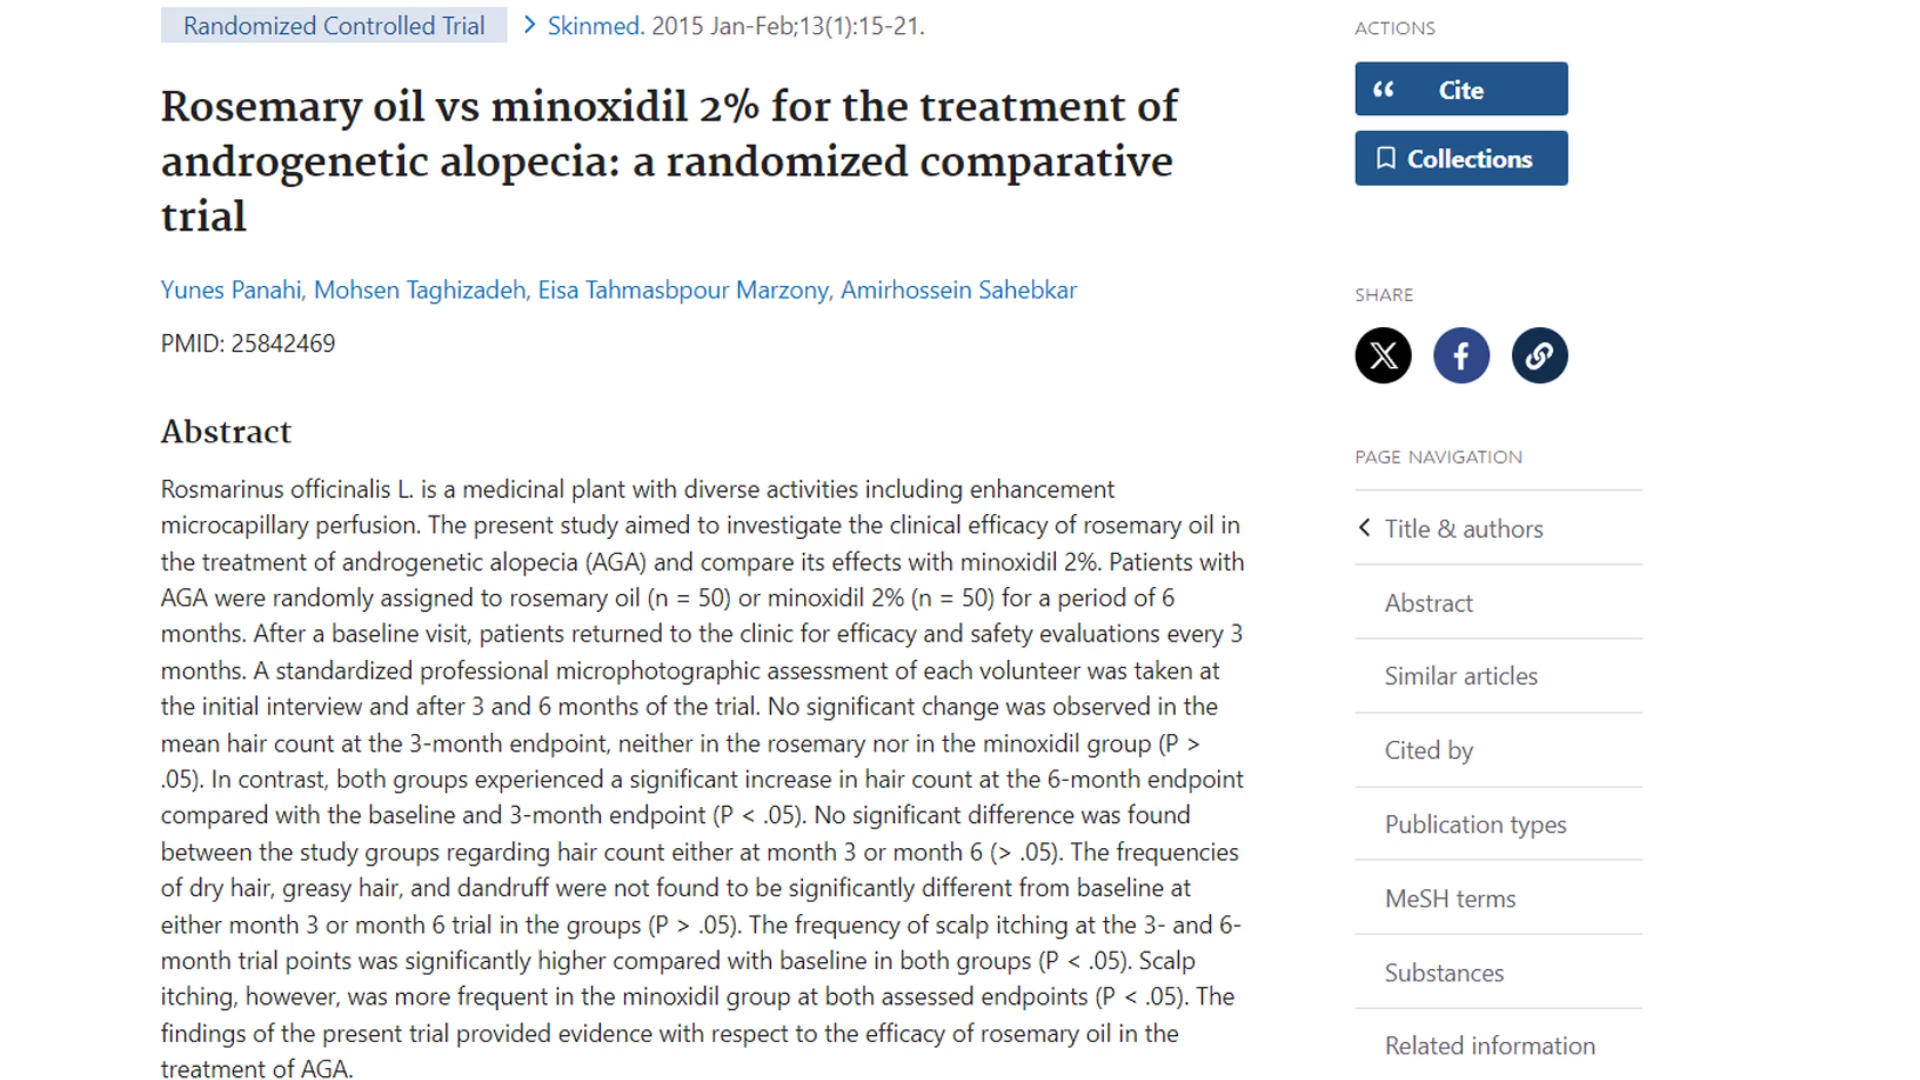 Randomized Controlled Trial > Skinmed. 2015 Jan-Feb;13(1):15-21.
Rosemary oil vs minoxidil 2% for the treatment of
androgenetic alopecia: a randomized comparative
trial
Yunes Panahi, Mohsen Taghizadeh, Eisa Tahmasbpour Marzony, Amirhossein Sahebkar
PMID: 25842469
Abstract
Rosmarinus officinalis L. is a medicinal plant with diverse activities including enhancement
microcapillary perfusion. The present study aimed to investigate the clinical efficacy of rosemary oil in
the treatment of androgenetic alopecia (AGA) and compare its effects with minoxidil 2%. Patients with
AGA were randomly assigned to rosemary oil (n = 50) or minoxidil 2% (n = 50) for a period of 6
months. After a baseline visit, patients returned to the clinic for efficacy and safety evaluations every 3
months. A standardized professional microphotographic assessment of each volunteer was taken at
the initial interview and after 3 and 6 months of the trial. No significant change was observed in the
mean hair count at the 3-month endpoint, neither in the rosemary nor in the minoxidil group (P >
.05). In contrast, both groups experienced a significant increase in hair count at the 6-month endpoint
compared with the baseline and 3-month endpoint (P < .05). No significant difference was found
between the study groups regarding hair count either at month 3 or month 6 (> .05). The frequencies
of dry hair, greasy hair, and dandruff were not found to be significantly different from baseline at
either month 3 or month 6 trial in the groups (P > .05). The frequency of scalp itching at the 3- and 6-
month trial points was significantly higher compared with baseline in both groups (P < .05). Scalp
itching, however, was more frequent in the minoxidil group at both assessed endpoints (P < .05). The
findings of the present trial provided evidence with respect to the efficacy of rosemary oil in the
treatment of AGA.
ACTIONS
Cite
Collections
SHARE
PAGE NAVIGATION
Title & authors
Abstract
Similar articles
Cited by
Publication types
MeSH terms
Substances
Related information